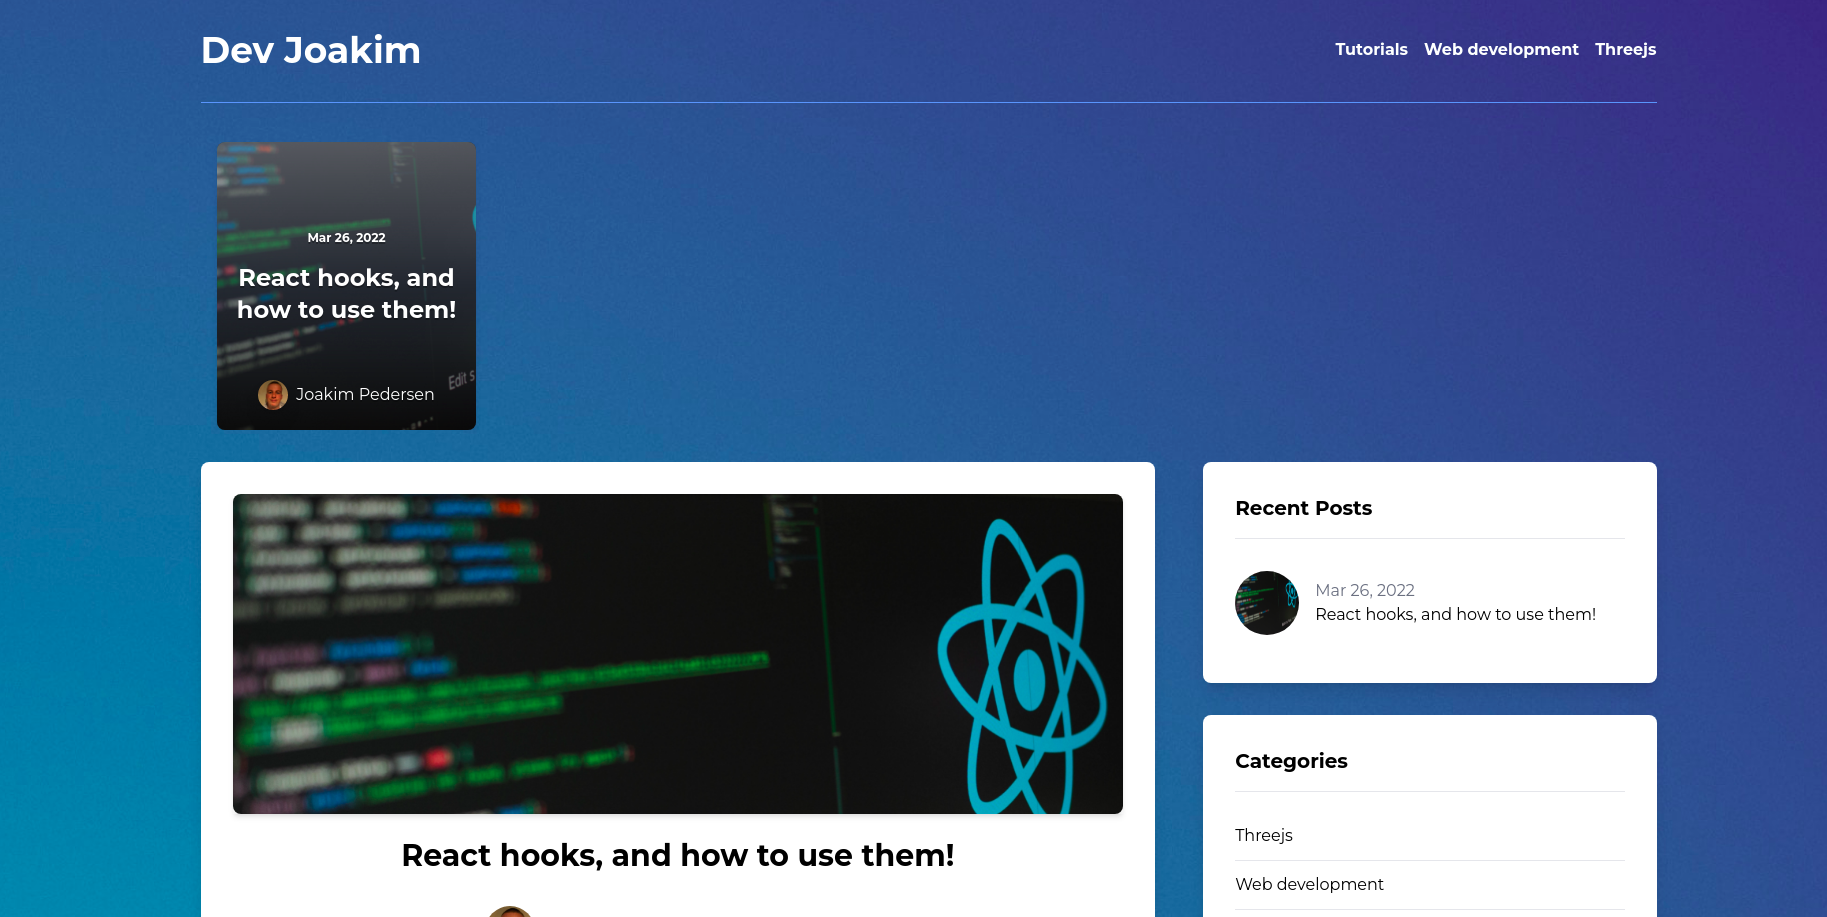 Dev Joakim
Tutorials Web development Threejs
Mar 26, 2022
React hooks, and
how to use them!
Edit s
Joakim Pedersen
Recent Posts
Mar 26, 2022
React hooks, and how to use them!
Categories
Threejs
Web development
React hooks, and how to use them!